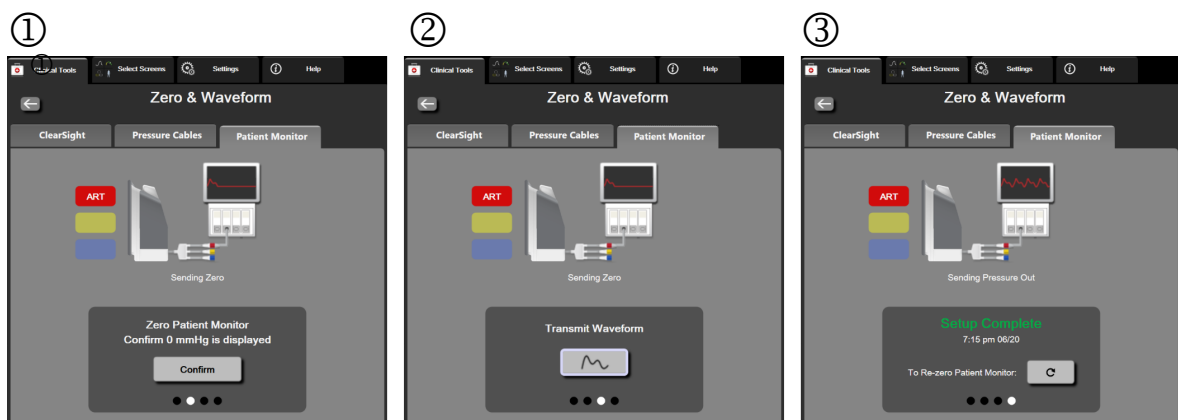 ①
① Clinical Tools Select Screens Settings Help
Zero & Waveform
ClearSight Pressure Cables Patient Monitor
ART
Sending Zero
Zero Patient Monitor
Confirm 0 mmHg is displayed
Confirm
②
Clinical Tools Select Screens Settings Help
Zero & Waveform
ClearSight Pressure Cables Patient Monitor
ART
Sending Zero
Transmit Waveform
③
Clinical Tools Select Screens Settings Help
Zero & Waveform
ClearSight Pressure Cables Patient Monitor
ART
Sending Pressure Out
Setup Complete
7:15 pm 06/20
To Re-zero Patient Monitor: